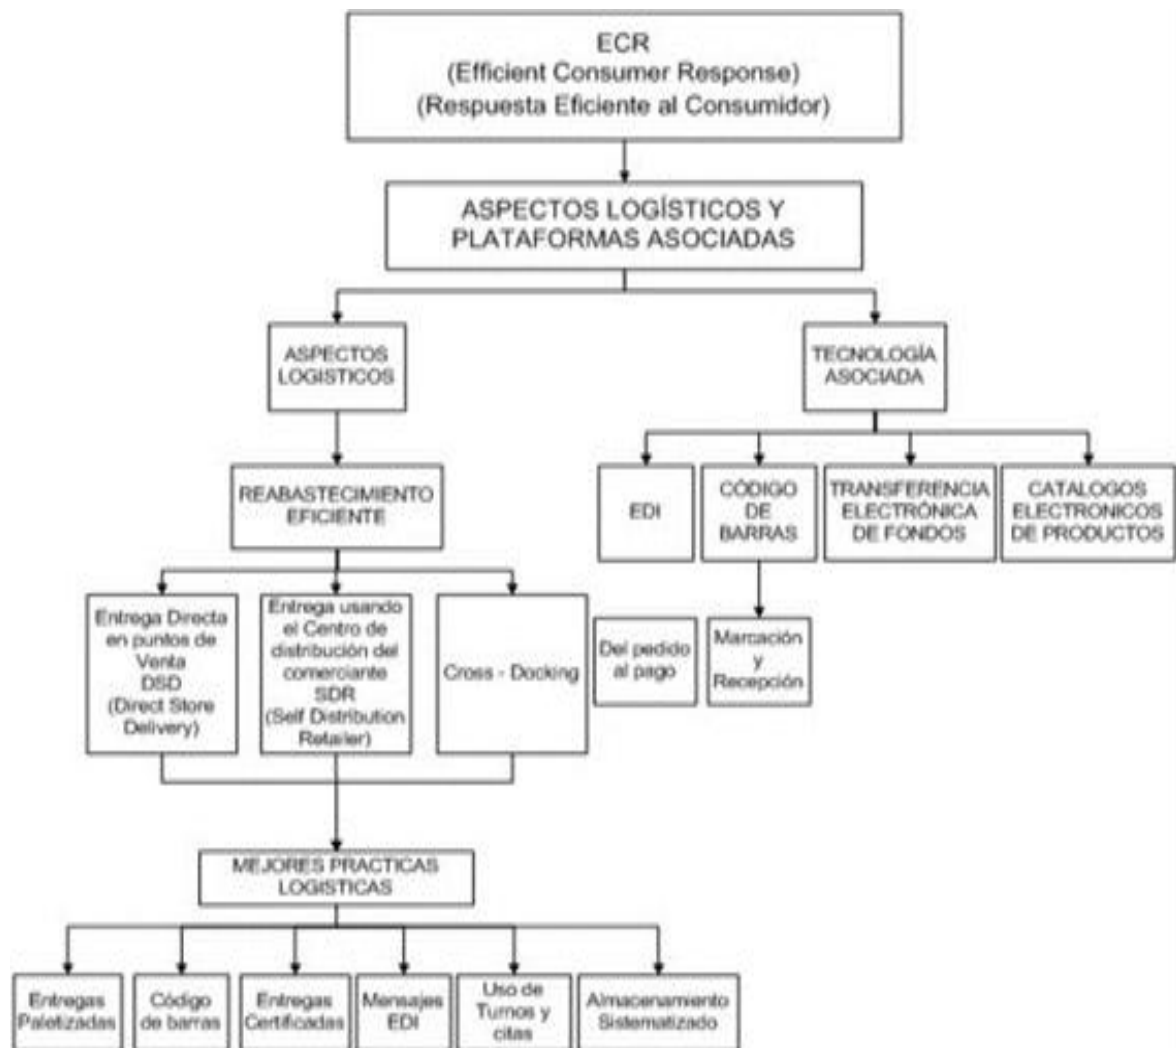 ECR
(Efficient Consumer Response)
(Respuesta Eficiente al Consumidor)
ASPECTOS LOGÍSTICOS Y
PLATAFORMAS ASOCIADAS
ASPECTOS
LOGISTICOS
TECNOLOGÍA
ASOCIADA
REABASTECIMIENTO
EFICIENTE
EDI
CÓDIGO
DE
BARRAS
TRANSFERENCIA
ELECTRÓNICA
DE FONDOS
CATALOGOS
ELECTRONICOS
DE PRODUCTOS
Entrega Directa
en puntos de
Venta
DSD
(Direct Store
Delivery)
Entrega usando
el Centro de
distribución del
comerciante
SDR
(Self Distribution
Retailer)
Cross - Docking
Del pedido
al pago
Marcación
y
Recepción
MEJORES PRACTICAS
LOGISTICAS
Entregas
Paletizadas
Código
de barras
Entregas
Certificadas
Mensajes
EDI
Uso de
Turnos y
citas
Almacenamiento
Sistematizado